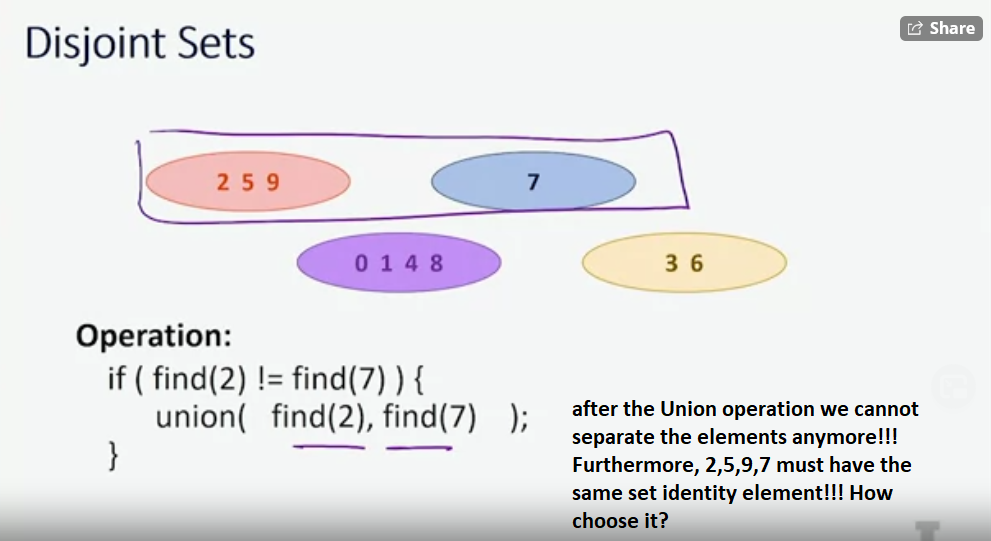 Disjoint Sets
Share
2 5 9
7
0 1 4 8
3 6
Operation:
if ( find(2) != find(7) ) {
union( find(2), find(7) );
}
after the Union operation we cannot
separate the elements anymore!!!
Furthermore, 2,5,9,7 must have the
same set identity element!!! How
choose it?